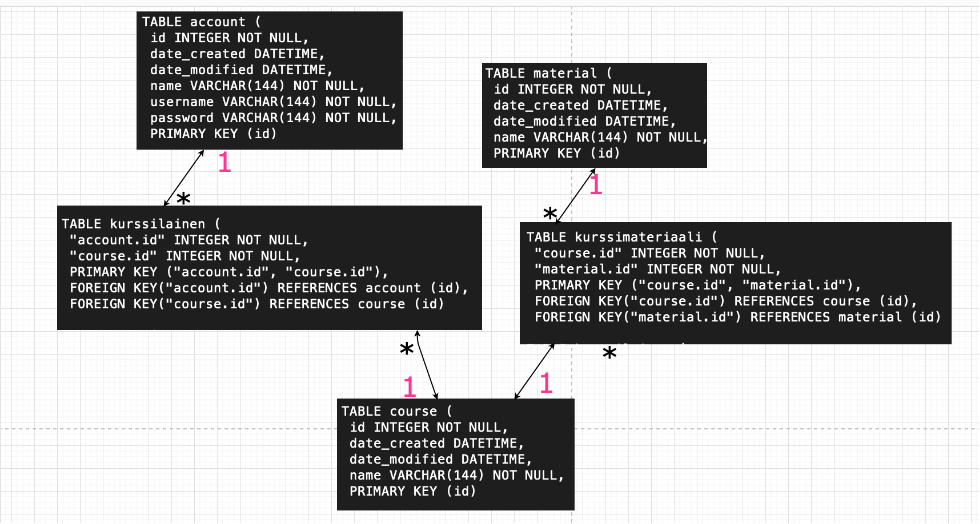 TABLE account (
id INTEGER NOT NULL,
date_created DATETIME,
date_modified DATETIME,
name VARCHAR(144) NOT NULL,
username VARCHAR(144) NOT NULL,
password VARCHAR(144) NOT NULL,
PRIMARY KEY (id)
TABLE material (
id INTEGER NOT NULL,
date_created DATETIME,
date_modified DATETIME,
name VARCHAR(144) NOT NULL,
PRIMARY KEY (id)
1
*
1
*
TABLE kurssilainen (
"account.id" INTEGER NOT NULL,
"course.id" INTEGER NOT NULL,
PRIMARY KEY ("account.id", "course.id"),
FOREIGN KEY("account.id") REFERENCES account (id),
FOREIGN KEY("course.id") REFERENCES course (id)
TABLE kurssimateriaali (
"course.id" INTEGER NOT NULL,
"material.id" INTEGER NOT NULL,
PRIMARY KEY ("course.id", "material.id"),
FOREIGN KEY("course.id") REFERENCES course (id),
FOREIGN KEY("material.id") REFERENCES material (id)
*
*
1
1
TABLE course (
id INTEGER NOT NULL,
date_created DATETIME,
date_modified DATETIME,
name VARCHAR(144) NOT NULL,
PRIMARY KEY (id)